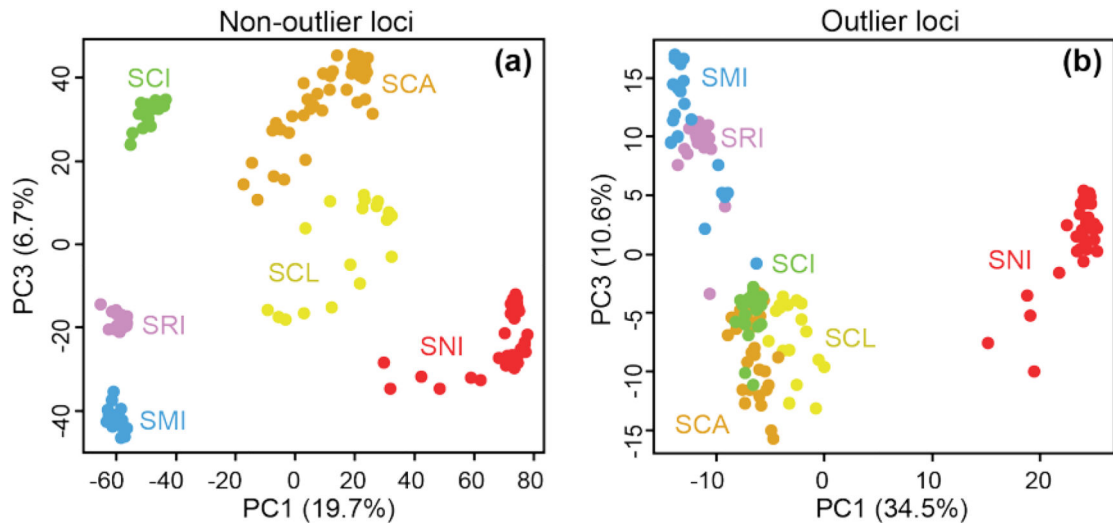 Non-outlier loci
(a)
SCI
SCA
SCL
SRI
SNI
SMI
PC3 (6.7%)
40
20
0
-20
-40
-60 -40 -20 0 20 40 60 80
PC1 (19.7%)
Outlier loci
(b)
SMI
SRI
SNI
SCI
SCL
SCA
PC3 (10.6%)
15
10
5
0
-5
-10
-15
-10 0 10 20
PC1 (34.5%)